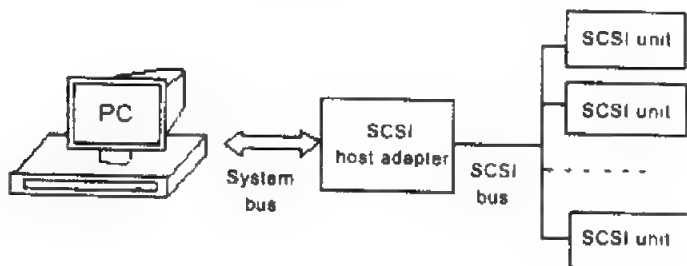 PC
System
bus
SCSI
host adapter
SCSI
bus
SCSI unit
SCSI unit
SCSI unit